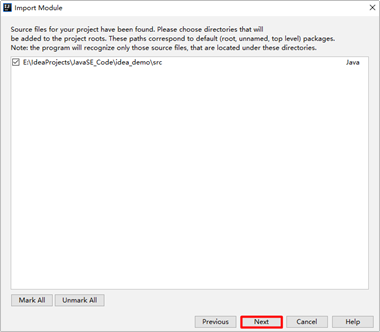 Import Module
Source files for your project have been found. Please choose directories that will
be added to the project roots. These paths correspond to default (root, unnamed, top level) packages.
Note: the program will recognize only those source files, that are located under these directories.
E:\IdeaProjects\JavaSE_Code\idea_demo\src Java
Mark All Unmark All
Previous Next Cancel Help